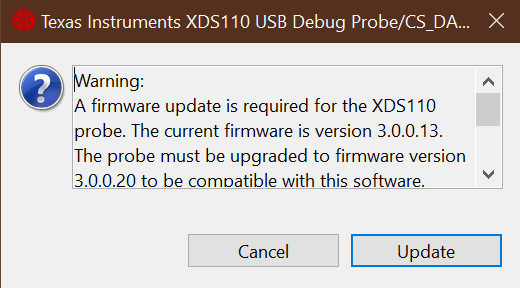 Texas Instruments XDS110 USB Debug Probe/CS_DA...
Warning:
A firmware update is required for the XDS110
probe. The current firmware is version 3.0.0.13.
The probe must be upgraded to firmware version
3.0.0.20 to be compatible with this software.
Cancel
Update